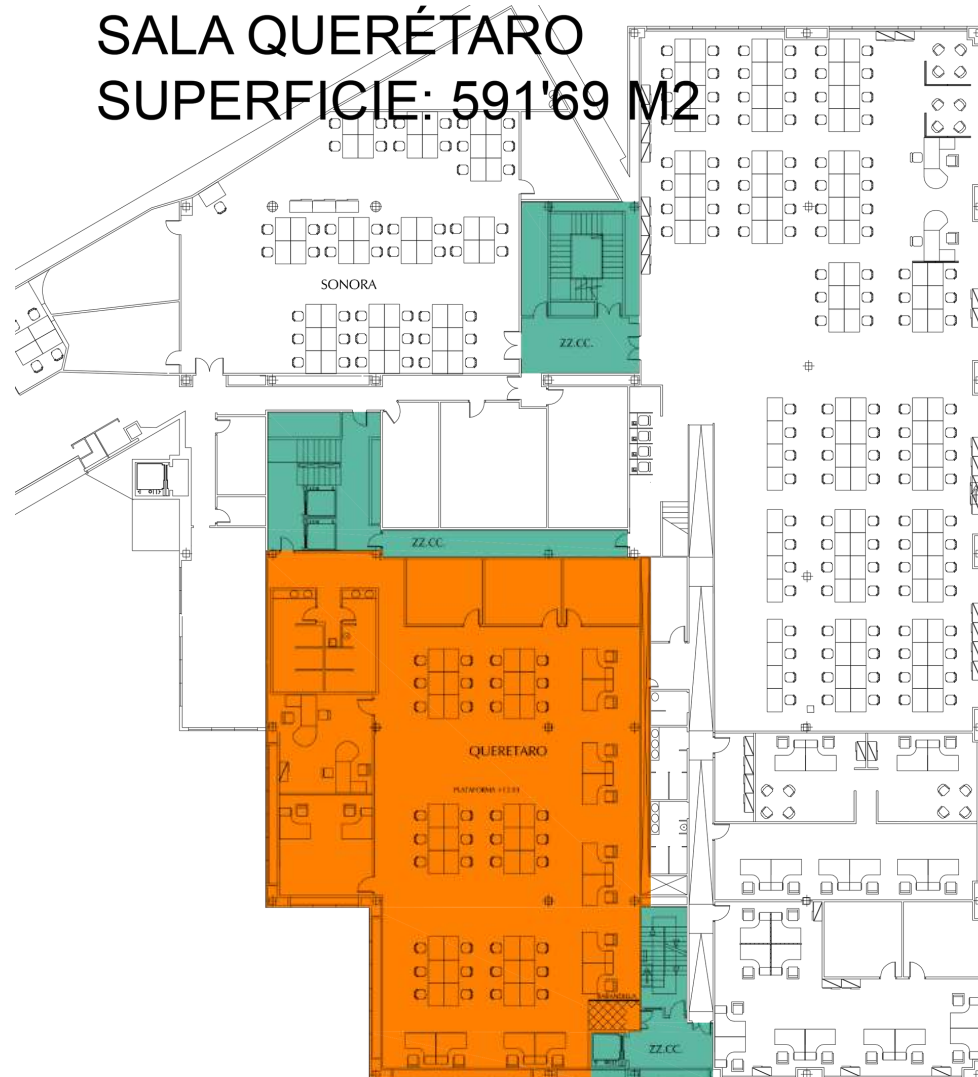 SALA QUERÉTARO
SUPERFICIE: 591'69 M2
SONORA
ZZ.CC.
ZZ.CC.
QUERETARO
ZZ.CC.